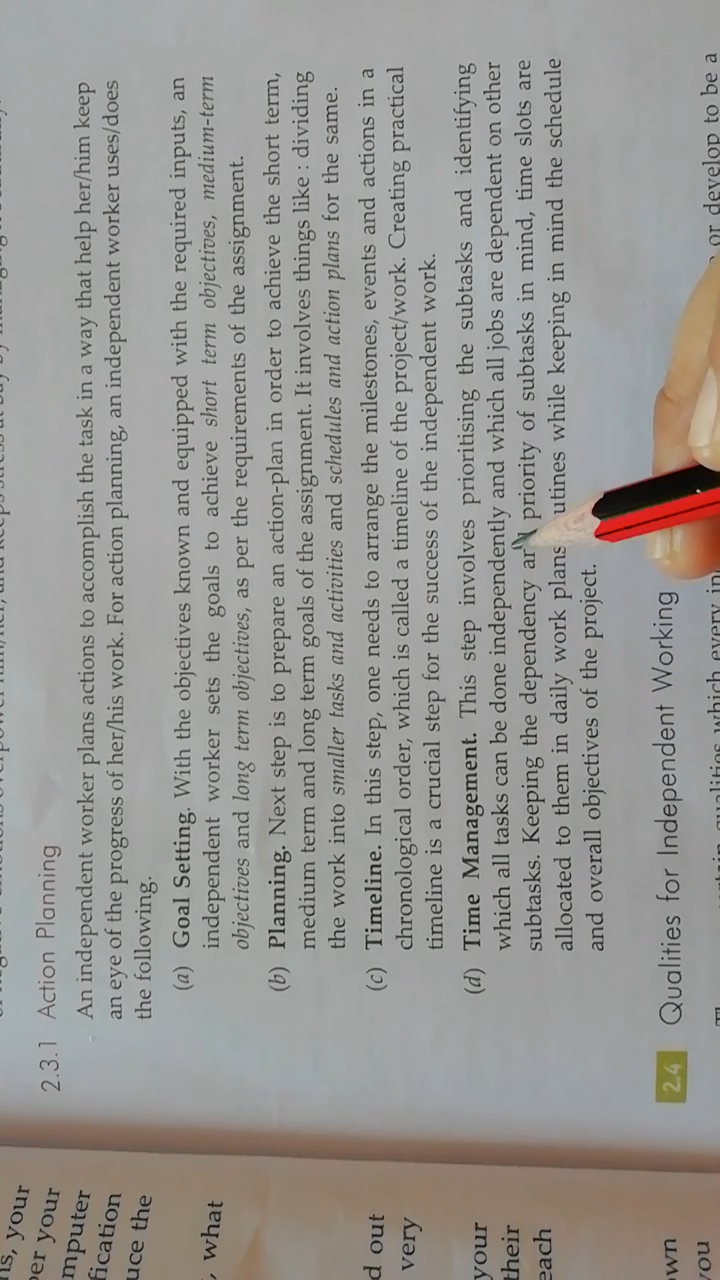 2.3.1 Action Planning
An independent worker plans actions to accomplish the task in a way that help her/him keep
an eye of the progress of her/his work. For action planning, an independent worker uses/does
the following.
(a) Goal Setting. With the objectives known and equipped with the required inputs, an
independent worker sets the goals to achieve short term objectives, medium-term
objectives and long term objectives, as per the requirements of the assignment.
(b) Planning. Next step is to prepare an action-plan in order to achieve the short term,
medium term and long term goals of the assignment. It involves things like : dividing
the work into smaller tasks and activities and schedules and action plans for the same.
(c) Timeline. In this step, one needs to arrange the milestones, events and actions in a
chronological order, which is called a timeline of the project/work. Creating practical
timeline is a crucial step for the success of the independent work.
(d) Time Management. This step involves prioritising the subtasks and identifying
which all tasks can be done independently and which all jobs are dependent on other
subtasks. Keeping the dependency priority of subtasks in mind, time slots are
allocated to them in daily work plans utines while keeping in mind the schedule
and overall objectives of the project.
2.4 Qualities for Independent Working
qualities which every
or develop to be a
your
per your
mputer
fication
uce the
, what
d out
very
your
their
each
wn
you